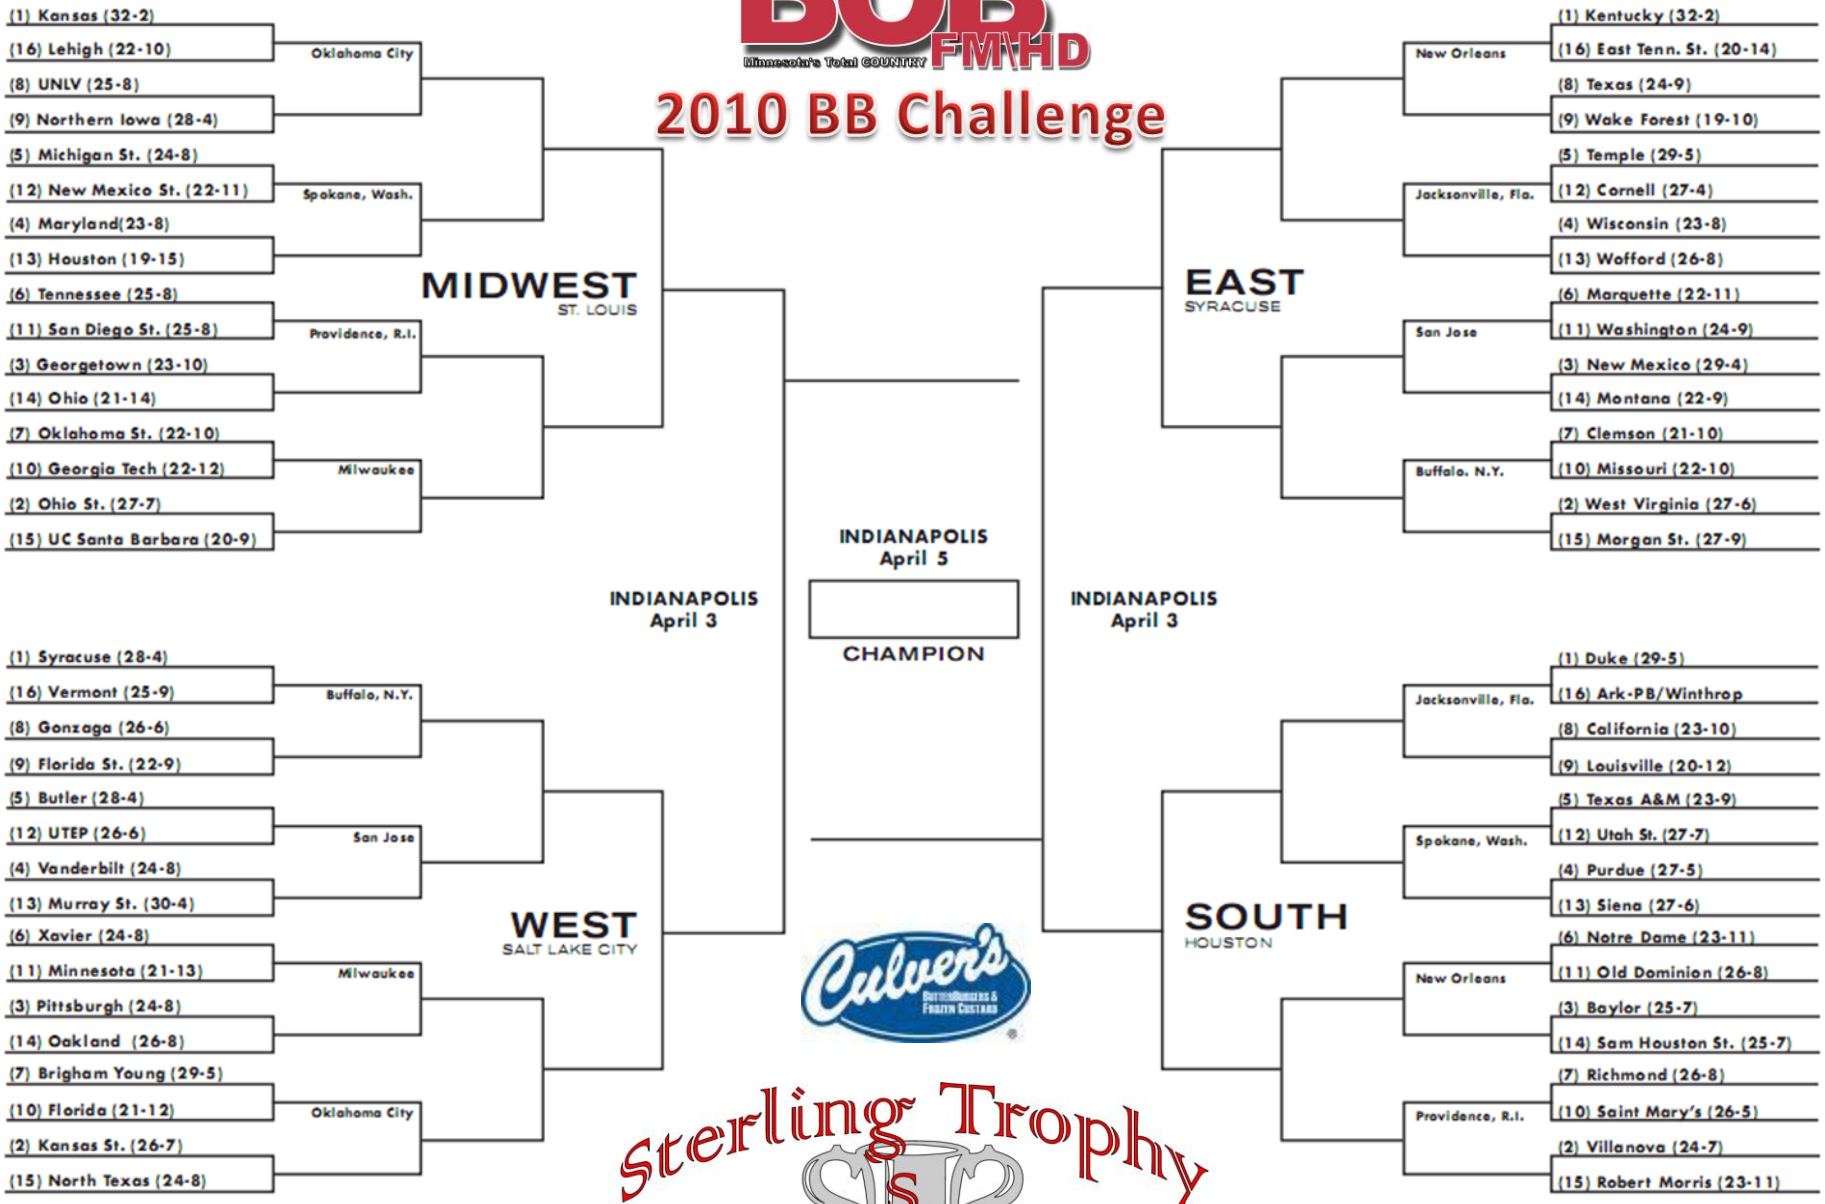 BOB
FM\HD
Minnesota's Total COUNTRY
2010 BB Challenge
(1) Kansas (32-2)
(16) Lehigh (22-10)
Oklahoma City
(8) UNLV (25-8)
(9) Northern Iowa (28-4)
(5) Michigan St. (24-8)
(12) New Mexico St. (22-11)
Spokane, Wash.
(4) Maryland(23-8)
(13) Houston (19-15)
MIDWEST
ST. LOUIS
(6) Tennessee (25-8)
(11) San Diego St. (25-8)
Providence, R.I.
(3) Georgetown (23-10)
(14) Ohio (21-14)
(7) Oklahoma St. (22-10)
(10) Georgia Tech (22-12)
Milwaukee
(2) Ohio St. (27-7)
(15) UC Santa Barbara (20-9)
(1) Syracuse (28-4)
(16) Vermont (25-9)
Buffalo, N.Y.
(8) Gonzaga (26-6)
(9) Florida St. (22-9)
(5) Butler (28-4)
(12) UTEP (26-6)
San Jose
(4) Vanderbilt (24-8)
(13) Murray St. (30-4)
WEST
SALT LAKE CITY
(6) Xavier (24-8)
(11) Minnesota (21-13)
Milwaukee
(3) Pittsburgh (24-8)
(14) Oakland (26-8)
(7) Brigham Young (29-5)
(10) Florida (21-12)
Oklahoma City
(2) Kansas St. (26-7)
(15) North Texas (24-8)
INDIANAPOLIS
April 3
INDIANAPOLIS
April 5
CHAMPION
INDIANAPOLIS
April 3
(1) Kentucky (32-2)
New Orleans
(16) East Tenn. St. (20-14)
(8) Texas (24-9)
(9) Wake Forest (19-10)
(5) Temple (29-5)
Jacksonville, Fla.
(12) Cornell (27-4)
(4) Wisconsin (23-8)
(13) Wofford (26-8)
EAST
SYRACUSE
(6) Marquette (22-11)
San Jose
(11) Washington (24-9)
(3) New Mexico (29-4)
(14) Montana (22-9)
(7) Clemson (21-10)
Buffalo. N.Y.
(10) Missouri (22-10)
(2) West Virginia (27-6)
(15) Morgan St. (27-9)
(1) Duke (29-5)
Jacksonville, Fla.
(16) Ark-PB/Winthrop
(8) California (23-10)
(9) Louisville (20-12)
(5) Texas A&M (23-9)
Spokane, Wash.
(12) Utah St. (27-7)
(4) Purdue (27-5)
(13) Siena (27-6)
SOUTH
HOUSTON
(6) Notre Dame (23-11)
New Orleans
(11) Old Dominion (26-8)
(3) Baylor (25-7)
(14) Sam Houston St. (25-7)
(7) Richmond (26-8)
Providence, R.I.
(10) Saint Mary's (26-5)
(2) Villanova (24-7)
(15) Robert Morris (23-11)
Culver's
ButterBurgers &
Frozen Custard
®
Sterling Trophy
S